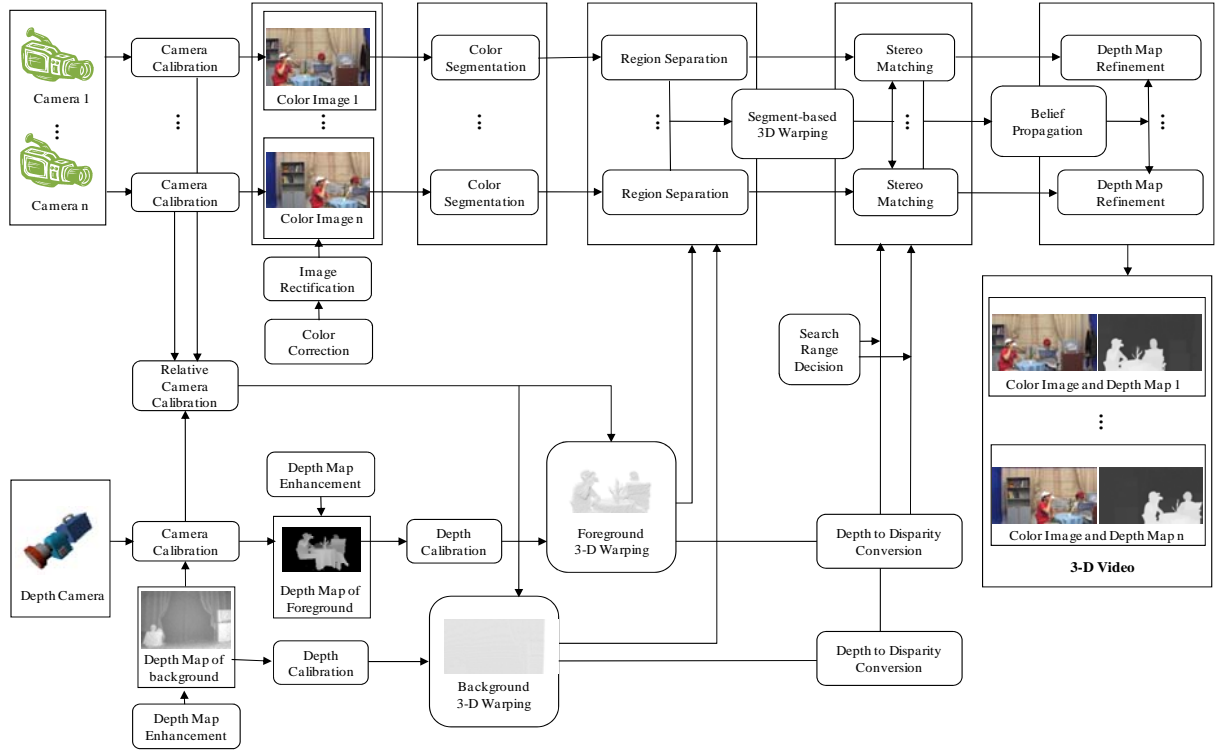 Camera 1
...
Camera n
Camera
Calibration
...
Camera
Calibration
Color Image 1
...
Color Image n
Image
Rectification
Color
Correction
Color
Segmentation
...
Color
Segmentation
Region Separation
...
Region Separation
Segment-based
3D Warping
Stereo
Matching
...
Stereo
Matching
Belief
Propagation
Depth Map
Refinement
...
Depth Map
Refinement
Search
Range
Decision
Relative
Camera
Calibration
Color Image and Depth Map 1
...
Color Image and Depth Map n
3-D Video
Depth Camera
Camera
Calibration
Depth Map
Enhancement
Depth Map of
Foreground
Depth
Calibration
Foreground
3-D Warping
Depth to Disparity
Conversion
Depth Map of
background
Depth Map
Enhancement
Depth
Calibration
Background
3-D Warping
Depth to Disparity
Conversion